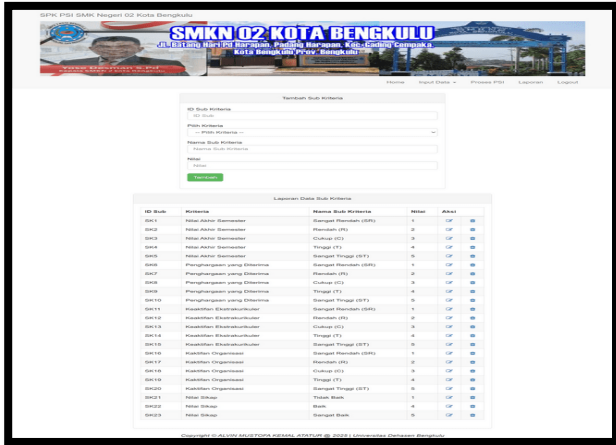 SPK PSI SMK Negeri 02 Kota Bengkulu
SMKN 02 KOTA BENGKULU
Jl. Batang Hari Pd Harapan, Padang Harapan, Kec. Gading Cempaka
Kota Bengkulu Prov. Bengkulu
Home Input Data Proses PSI Laporan Logout
Tambah Sub Kriteria
ID Sub Kriteria
ID Sub
Pilih Kriteria
-- Pilih Kriteria --
Nama Sub Kriteria
Nama Sub Kriteria
Nilai
Nilai
Tambah
Laporan Data Sub Kriteria
ID Sub Kriteria Nama Sub Kriteria Nilai Aksi
SK1 Nilai Akhir Semester Sangat Rendah (SR) 1
SK2 Nilai Akhir Semester Rendah (R) 2
SK3 Nilai Akhir Semester Cukup (C) 3
SK4 Nilai Akhir Semester Tinggi (T) 4
SK5 Nilai Akhir Semester Sangat Tinggi (ST) 5
SK6 Penghargaan yang Diterima Sangat Rendah (SR) 1
SK7 Penghargaan yang Diterima Rendah (R) 2
SK8 Penghargaan yang Diterima Cukup (C) 3
SK9 Penghargaan yang Diterima Tinggi (T) 4
SK10 Penghargaan yang Diterima Sangat Tinggi (ST) 5
SK11 Keaktifan Ekstrakurikuler Sangat Rendah (SR) 1
SK12 Keaktifan Ekstrakurikuler Rendah (R) 2
SK13 Keaktifan Ekstrakurikuler Cukup (C) 3
SK14 Keaktifan Ekstrakurikuler Tinggi (T) 4
SK15 Keaktifan Ekstrakurikuler Sangat Tinggi (ST) 5
SK16 Kaktifan Organisasi Sangat Rendah (SR) 1
SK17 Kaktifan Organisasi Rendah (R) 2
SK18 Kaktifan Organisasi Cukup (C) 3
SK19 Kaktifan Organisasi Tinggi (T) 4
SK20 Kaktifan Organisasi Sangat Tinggi (ST) 5
SK21 Nilai Sikap Tidak Baik 1
SK22 Nilai Sikap Baik 4
SK23 Nilai Sikap Sangat Baik 5
Copyright © ALVIN MUSTOFA KEMAL ATATUR @ 2025 | Universitas Dehasen Bengkulu